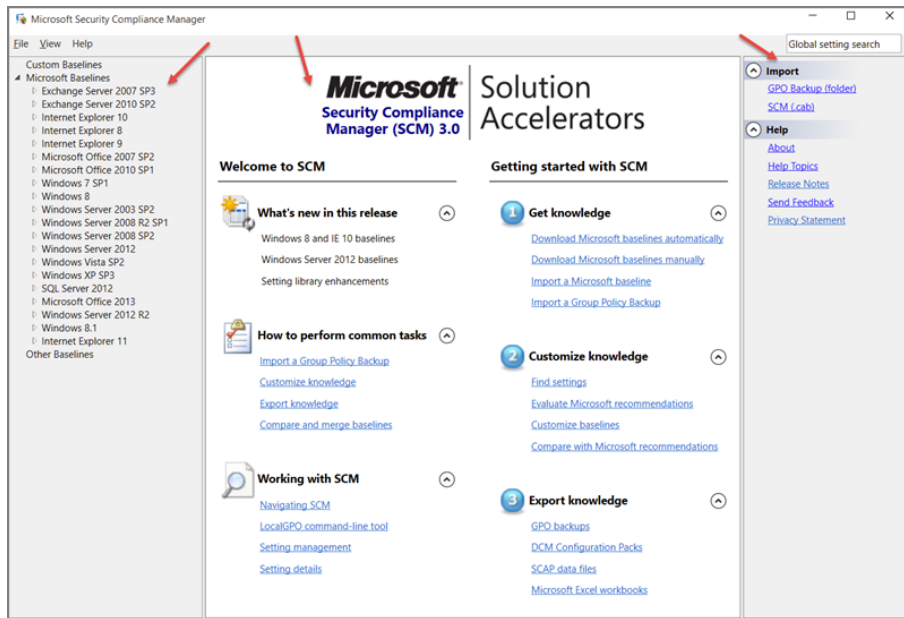 Microsoft Security Compliance Manager
File View Help
Global setting search
Custom Baselines
Microsoft Baselines
Exchange Server 2007 SP3
Exchange Server 2010 SP2
Internet Explorer 10
Internet Explorer 8
Internet Explorer 9
Microsoft Office 2007 SP2
Microsoft Office 2010 SP1
Windows 7 SP1
Windows 8
Windows Server 2003 SP2
Windows Server 2008 R2 SP1
Windows Server 2008 SP2
Windows Server 2012
Windows Vista SP2
Windows XP SP3
SQL Server 2012
Microsoft Office 2013
Windows Server 2012 R2
Windows 8.1
Internet Explorer 11
Other Baselines
Microsoft
Security Compliance
Manager (SCM) 3.0
Solution
Accelerators
Welcome to SCM
What's new in this release
Windows 8 and IE 10 baselines
Windows Server 2012 baselines
Setting library enhancements
How to perform common tasks
Import a Group Policy Backup
Customize knowledge
Export knowledge
Compare and merge baselines
Working with SCM
Navigating SCM
LocalGPO command-line tool
Setting management
Setting details
Getting started with SCM
1 Get knowledge
Download Microsoft baselines automatically
Download Microsoft baselines manually
Import a Microsoft baseline
Import a Group Policy Backup
2 Customize knowledge
Find settings
Evaluate Microsoft recommendations
Customize baselines
Compare with Microsoft recommendations
3 Export knowledge
GPO backups
DCM Configuration Packs
SCAP data files
Microsoft Excel workbooks
Import
GPO Backup (folder)
SCM (.cab)
Help
About
Help Topics
Release Notes
Send Feedback
Privacy Statement